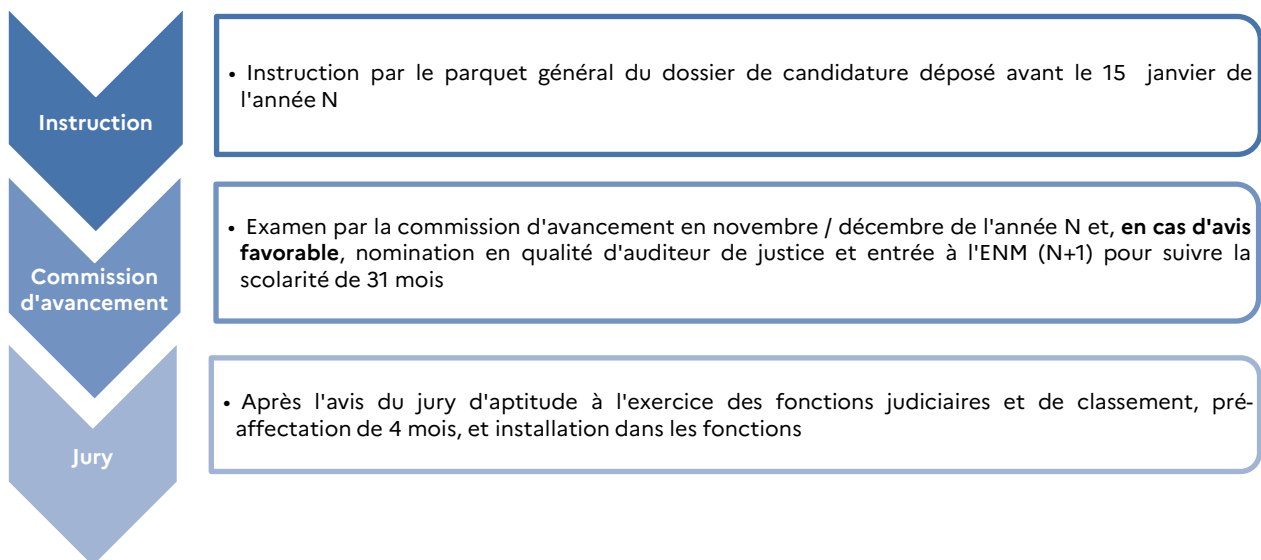 Instruction
• Instruction par le parquet général du dossier de candidature déposé avant le 15 janvier de
l'année N
Commission
d'avancement
• Examen par la commission d'avancement en novembre / décembre de l'année N et, en cas d'avis
favorable, nomination en qualité d'auditeur de justice et entrée à l'ENM (N+1) pour suivre la
scolarité de 31 mois
Jury
• Après l'avis du jury d'aptitude à l'exercice des fonctions judiciaires et de classement, pré-
affectation de 4 mois, et installation dans les fonctions